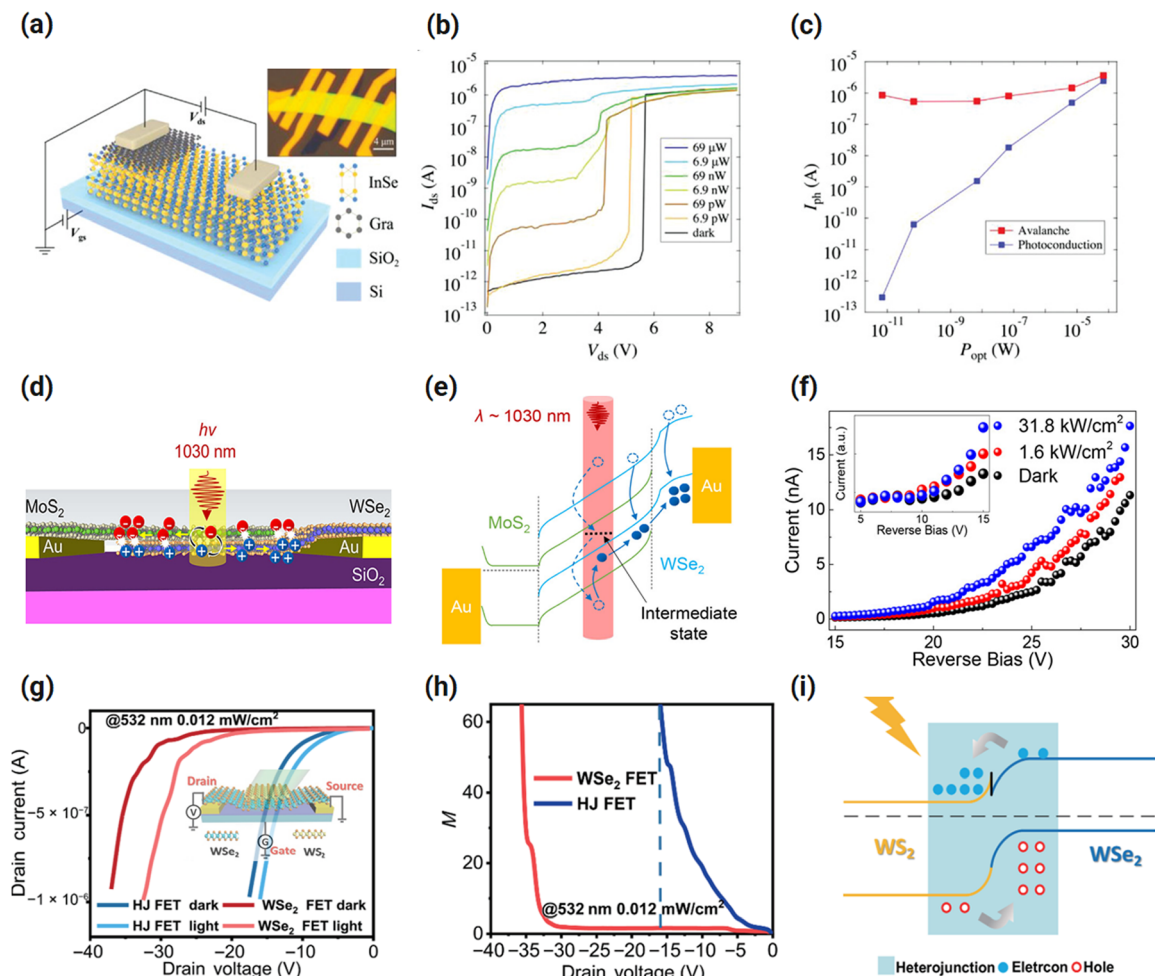 (a)
V_ds
4 μm
InSe
Gra
SiO₂
Si
V_gs
(b)
I_ds (A)
10⁻⁵
10⁻⁶
10⁻⁷
10⁻⁸
10⁻⁹
10⁻¹⁰
10⁻¹¹
10⁻¹²
10⁻¹³
69 μW
6.9 μW
69 nW
6.9 nW
69 pW
6.9 pW
dark
0 2 4 6 8
V_ds (V)
(c)
I_ph (A)
10⁻⁵
10⁻⁶
10⁻⁷
10⁻⁸
10⁻⁹
10⁻¹⁰
10⁻¹¹
10⁻¹²
10⁻¹³
Avalanche
Photoconduction
10⁻¹¹ 10⁻⁹ 10⁻⁷ 10⁻⁵
P_opt (W)
(d)
hν
1030 nm
MoS₂ WSe₂
Au Au
SiO₂
(e)
λ ~ 1030 nm
Au
MoS₂
WSe₂
Au
Intermediate
state
(f)
Current (nA)
15
10
5
0
Current (a.u.)
5 10 15
Reverse Bias (V)
31.8 kW/cm²
1.6 kW/cm²
Dark
15 20 25 30
Reverse Bias (V)
(g)
Drain current (A)
@532 nm 0.012 mW/cm²
0
−5 × 10⁻⁷
−1 × 10⁻⁶
Drain Source
V
G
WSe₂ Gate WS₂
HJ FET dark WSe₂ FET dark
HJ FET light WSe₂ FET light
−40 −30 −20 −10 0
Drain voltage (V)
(h)
M
60
40
20
0
WSe₂ FET
HJ FET
@532 nm 0.012 mW/cm²
−40 −35 −30 −25 −20 −15 −10 −5 0
Drain voltage (V)
(i)
WS₂
WSe₂
Heterojunction Eletrcon Hole